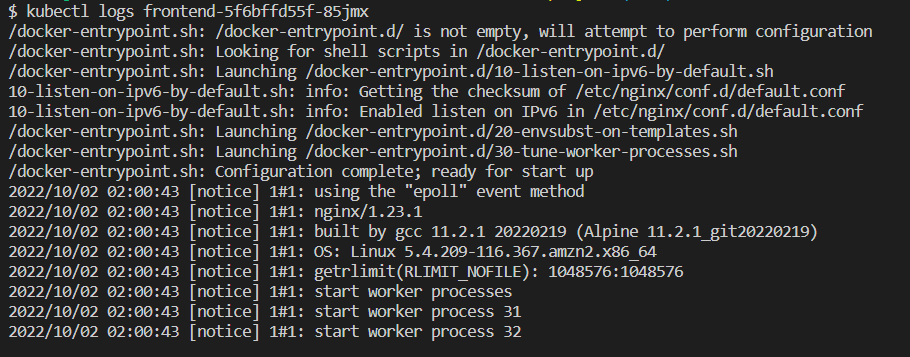 $ kubectl logs frontend-5f6bffd55f-85jmx
/docker-entrypoint.sh: /docker-entrypoint.d/ is not empty, will attempt to perform configuration
/docker-entrypoint.sh: Looking for shell scripts in /docker-entrypoint.d/
/docker-entrypoint.sh: Launching /docker-entrypoint.d/10-listen-on-ipv6-by-default.sh
10-listen-on-ipv6-by-default.sh: info: Getting the checksum of /etc/nginx/conf.d/default.conf
10-listen-on-ipv6-by-default.sh: info: Enabled listen on IPv6 in /etc/nginx/conf.d/default.conf
/docker-entrypoint.sh: Launching /docker-entrypoint.d/20-envsubst-on-templates.sh
/docker-entrypoint.sh: Launching /docker-entrypoint.d/30-tune-worker-processes.sh
/docker-entrypoint.sh: Configuration complete; ready for start up
2022/10/02 02:00:43 [notice] 1#1: using the "epoll" event method
2022/10/02 02:00:43 [notice] 1#1: nginx/1.23.1
2022/10/02 02:00:43 [notice] 1#1: built by gcc 11.2.1 20220219 (Alpine 11.2.1_git20220219)
2022/10/02 02:00:43 [notice] 1#1: OS: Linux 5.4.209-116.367.amzn2.x86_64
2022/10/02 02:00:43 [notice] 1#1: getrlimit(RLIMIT_NOFILE): 1048576:1048576
2022/10/02 02:00:43 [notice] 1#1: start worker processes
2022/10/02 02:00:43 [notice] 1#1: start worker process 31
2022/10/02 02:00:43 [notice] 1#1: start worker process 32